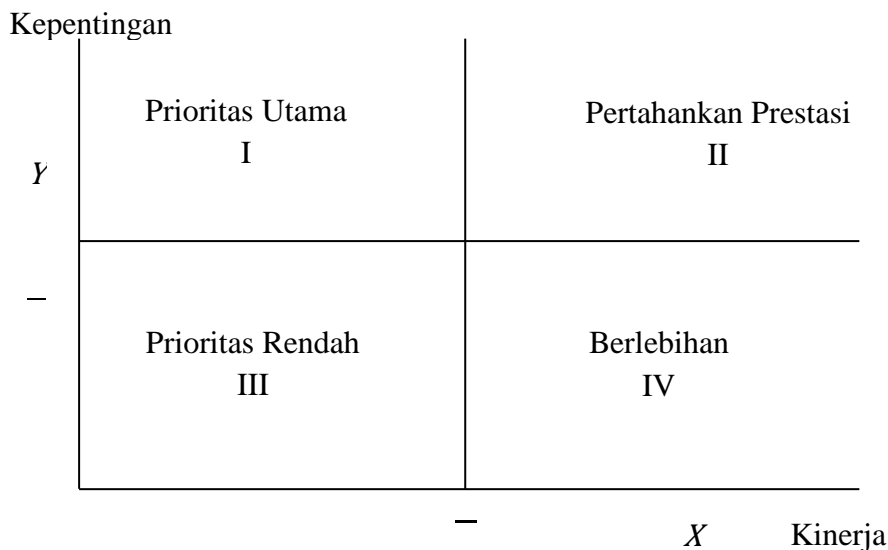 Kepentingan
Prioritas Utama
I
Pertahankan Prestasi
II
Y
Prioritas Rendah
III
Berlebihan
IV
X
Kinerja